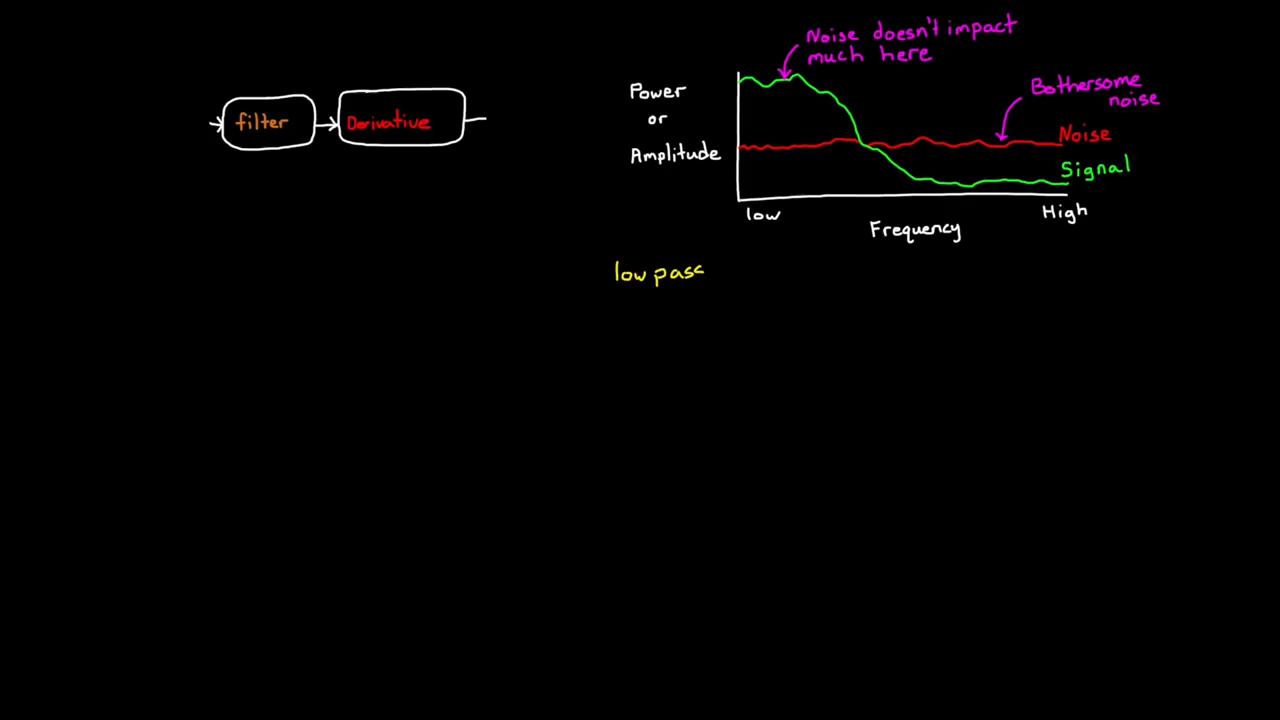 filter
Derivative
Noise doesn't impact
much here
Power
or
Amplitude
Bothersome
noise
Noise
Signal
low
High
Frequency
low pass